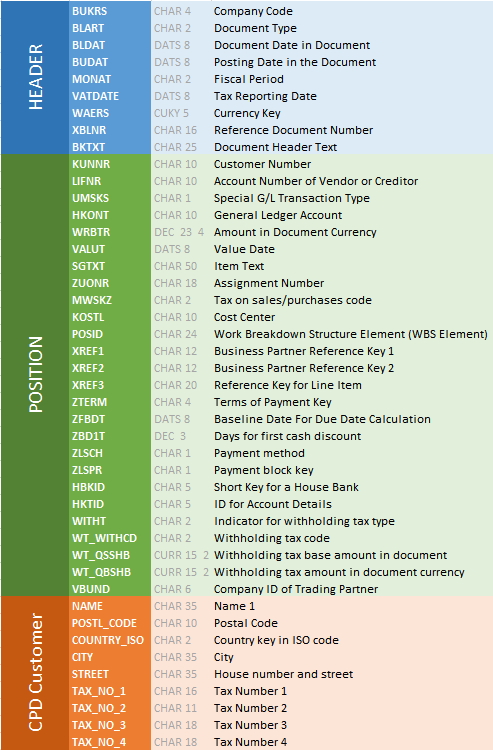 HEADER
BUKRS CHAR 4 Company Code
BLART CHAR 2 Document Type
BLDAT DATS 8 Document Date in Document
BUDAT DATS 8 Posting Date in the Document
MONAT CHAR 2 Fiscal Period
VATDATE DATS 8 Tax Reporting Date
WAERS CUKY 5 Currency Key
XBLNR CHAR 16 Reference Document Number
BKTXT CHAR 25 Document Header Text
POSITION
KUNNR CHAR 10 Customer Number
LIFNR CHAR 10 Account Number of Vendor or Creditor
UMSKS CHAR 1 Special G/L Transaction Type
HKONT CHAR 10 General Ledger Account
WRBTR DEC 23 4 Amount in Document Currency
VALUT DATS 8 Value Date
SGTXT CHAR 50 Item Text
ZUONR CHAR 18 Assignment Number
MWSKZ CHAR 2 Tax on sales/purchases code
KOSTL CHAR 10 Cost Center
POSID CHAR 24 Work Breakdown Structure Element (WBS Element)
XREF1 CHAR 12 Business Partner Reference Key 1
XREF2 CHAR 12 Business Partner Reference Key 2
XREF3 CHAR 20 Reference Key for Line Item
ZTERM CHAR 4 Terms of Payment Key
ZFBDT DATS 8 Baseline Date For Due Date Calculation
ZBD1T DEC 3 Days for first cash discount
ZLSCH CHAR 1 Payment method
ZLSPR CHAR 1 Payment block key
HBKID CHAR 5 Short Key for a House Bank
HKTID CHAR 5 ID for Account Details
WITHT CHAR 2 Indicator for withholding tax type
WT_WITHCD CHAR 2 Withholding tax code
WT_QSSHB CURR 15 2 Withholding tax base amount in document
WT_QBSHB CURR 15 2 Withholding tax amount in document currency
VBUND CHAR 6 Company ID of Trading Partner
CPD Customer
NAME CHAR 35 Name 1
POSTL_CODE CHAR 10 Postal Code
COUNTRY_ISO CHAR 2 Country key in ISO code
CITY CHAR 35 City
STREET CHAR 35 House number and street
TAX_NO_1 CHAR 16 Tax Number 1
TAX_NO_2 CHAR 11 Tax Number 2
TAX_NO_3 CHAR 18 Tax Number 3
TAX_NO_4 CHAR 18 Tax Number 4